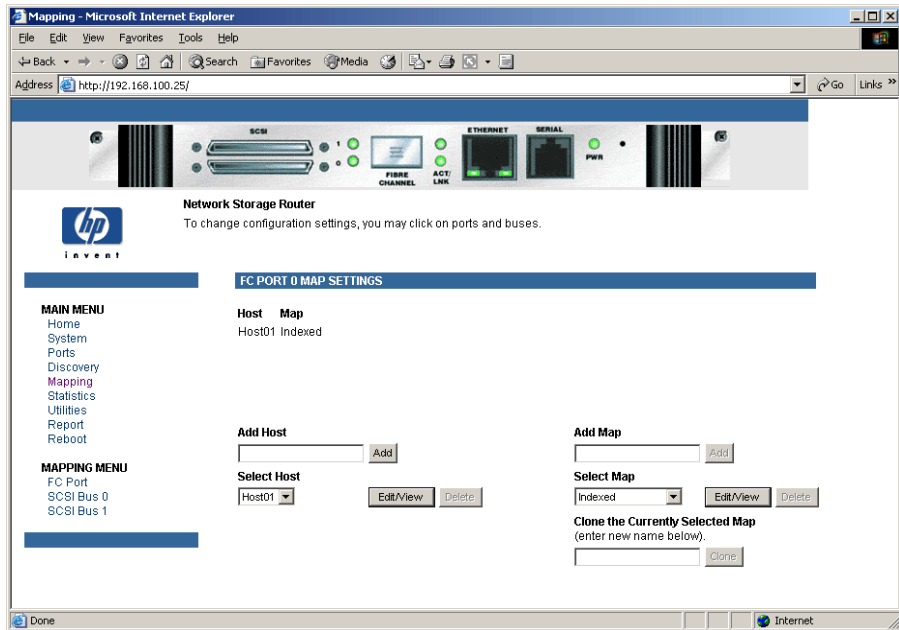 Mapping - Microsoft Internet Explorer
File Edit View Favorites Tools Help
Back Search Favorites Media
Address http://192.168.100.25/ Go Links »
SCSI 1 0 FIBRE CHANNEL ACT/ LNK ETHERNET SERIAL PWR
hp
invent
Network Storage Router
To change configuration settings, you may click on ports and buses.
MAIN MENU
Home
System
Ports
Discovery
Mapping
Statistics
Utilities
Report
Reboot
MAPPING MENU
FC Port
SCSI Bus 0
SCSI Bus 1
FC PORT 0 MAP SETTINGS
Host Map
Host01 Indexed
Add Host
Add
Select Host
Host01 Edit/View Delete
Add Map
Add
Select Map
Indexed Edit/View Delete
Clone the Currently Selected Map
(enter new name below).
Clone
Done Internet